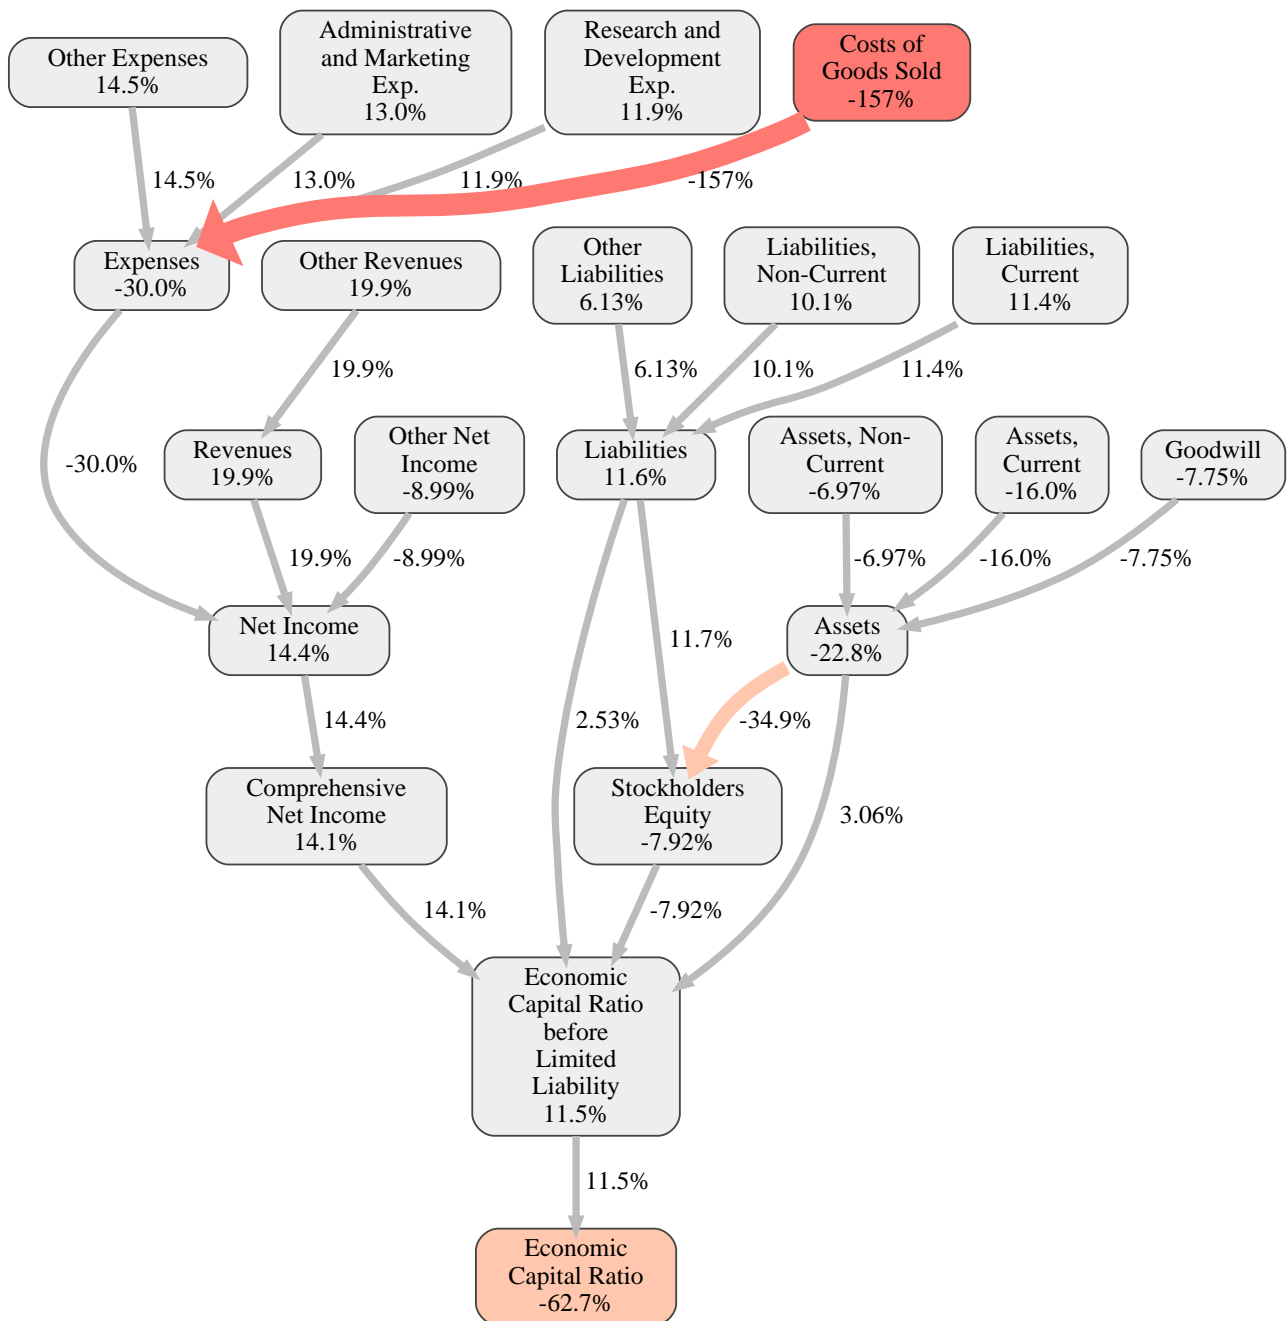 Other Expenses
14.5%
Administrative
and Marketing
Exp.
13.0%
Research and
Development
Exp.
11.9%
Costs of
Goods Sold
-157%
14.5%
13.0%
11.9%
-157%
Expenses
-30.0%
Other Revenues
19.9%
Other
Liabilities
6.13%
Liabilities,
Non-Current
10.1%
Liabilities,
Current
11.4%
19.9%
6.13%
10.1%
11.4%
-30.0%
Revenues
19.9%
Other Net
Income
-8.99%
Liabilities
11.6%
Assets, Non-
Current
-6.97%
Assets,
Current
-16.0%
Goodwill
-7.75%
19.9%
-8.99%
-6.97%
-16.0%
-7.75%
Net Income
14.4%
11.7%
Assets
-22.8%
14.4%
2.53%
-34.9%
Comprehensive
Net Income
14.1%
Stockholders
Equity
-7.92%
3.06%
14.1%
-7.92%
Economic
Capital Ratio
before
Limited
Liability
11.5%
11.5%
Economic
Capital Ratio
-62.7%